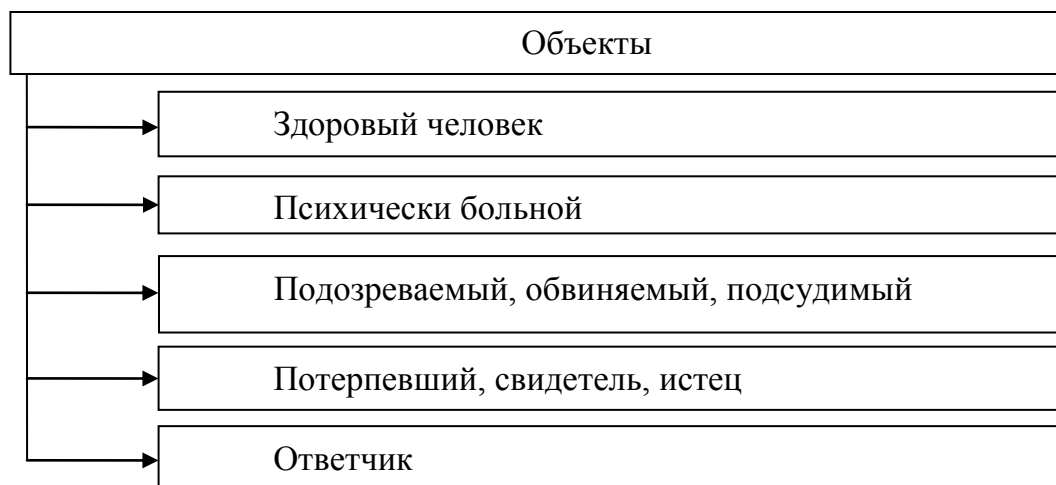 Объекты
Здоровый человек
Психически больной
Подозреваемый, обвиняемый, подсудимый
Потерпевший, свидетель, истец
Ответчик